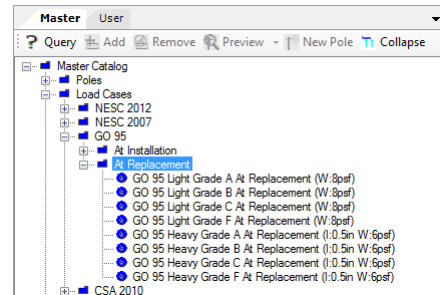 Master User
? Query Add Remove Preview New Pole Collapse
Master Catalog
Poles
Load Cases
NESC 2012
NESC 2007
GO 95
At Installation
At Replacement
GO 95 Light Grade A At Replacement (W:8psf)
GO 95 Light Grade B At Replacement (W:8psf)
GO 95 Light Grade C At Replacement (W:8psf)
GO 95 Light Grade F At Replacement (W:8psf)
GO 95 Heavy Grade A At Replacement (I:0.5in W:6psf)
GO 95 Heavy Grade B At Replacement (I:0.5in W:6psf)
GO 95 Heavy Grade C At Replacement (I:0.5in W:6psf)
GO 95 Heavy Grade F At Replacement (I:0.5in W:6psf)
CSA 2010